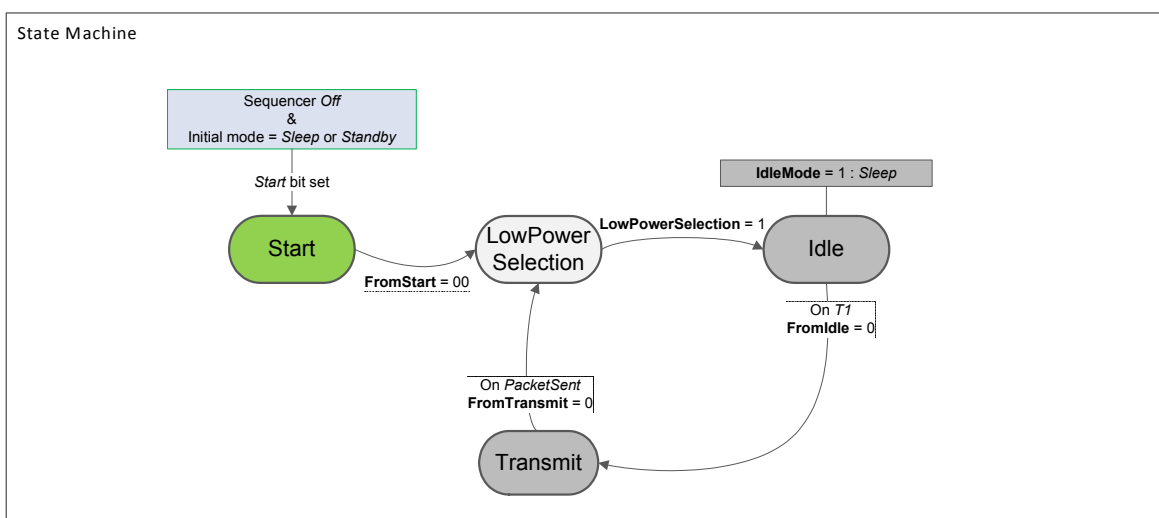 State Machine
Sequencer Off
&
Initial mode = Sleep or Standby
Start bit set
Start
FromStart = 00
LowPower
Selection
LowPowerSelection = 1
IdleMode = 1 : Sleep
Idle
On T1
FromIdle = 0
On PacketSent
FromTransmit = 0
Transmit